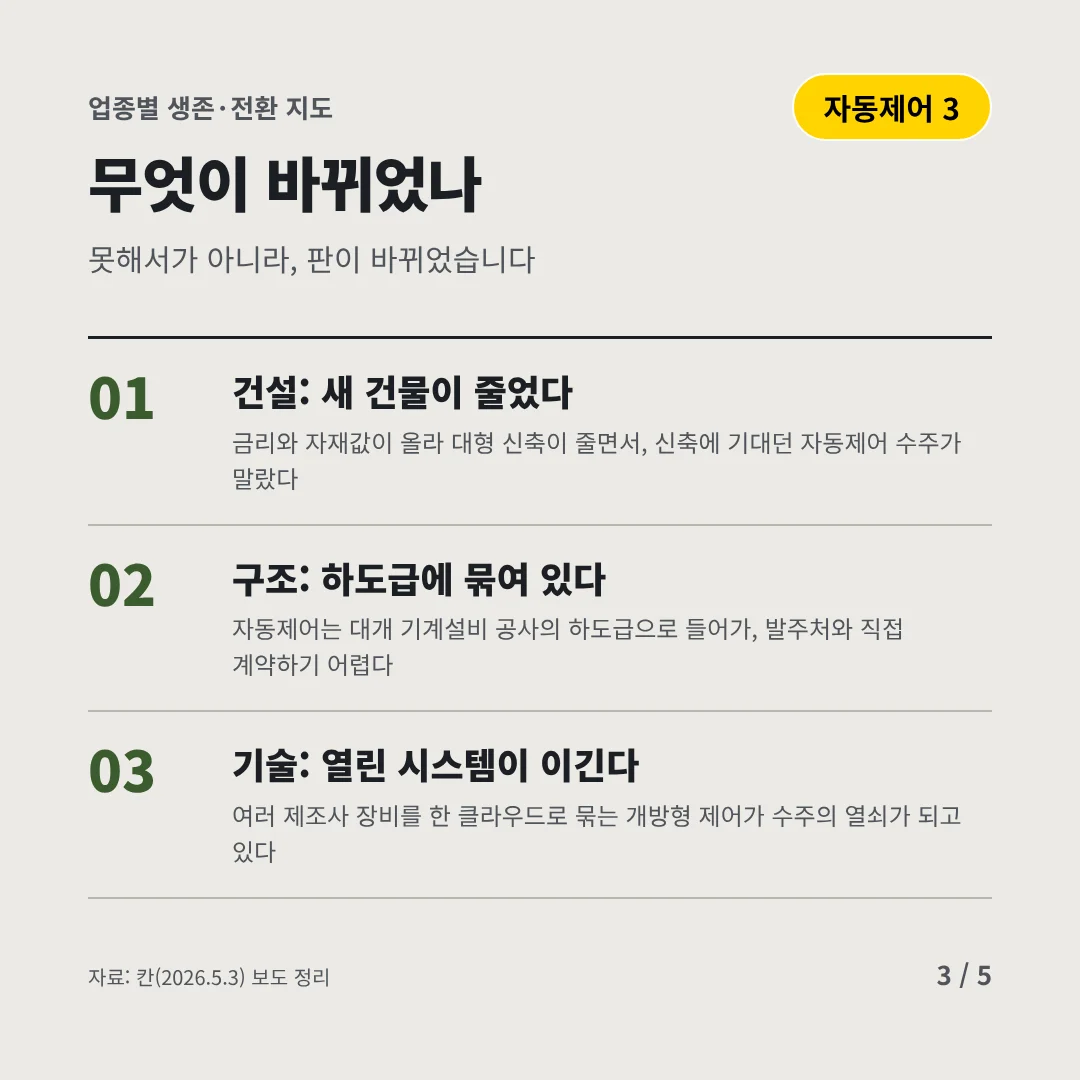 업종별 생존·전환 지도
자동제어 3
무엇이 바뀌었나
못해서가 아니라, 판이 바뀌었습니다
01
건설: 새 건물이 줄었다
금리와 자재값이 올라 대형 신축이 줄면서, 신축에 기대던 자동제어 수주가
말랐다
02
구조: 하도급에 묶여 있다
자동제어는 대개 기계설비 공사의 하도급으로 들어가, 발주처와 직접
계약하기 어렵다
03
기술: 열린 시스템이 이긴다
여러 제조사 장비를 한 클라우드로 묶는 개방형 제어가 수주의 열쇠가 되고
있다
자료: 칸(2026.5.3) 보도 정리
3 / 5